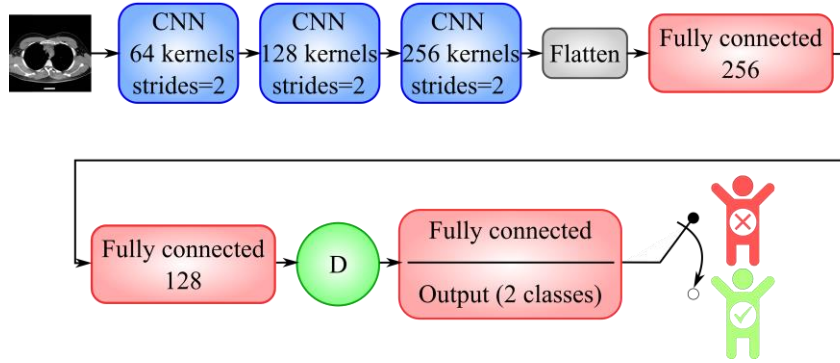 CNN
64 kernels
strides=2
CNN
128 kernels
strides=2
CNN
256 kernels
strides=2
Flatten
Fully connected
256
Fully connected
128
D
Fully connected
Output (2 classes)